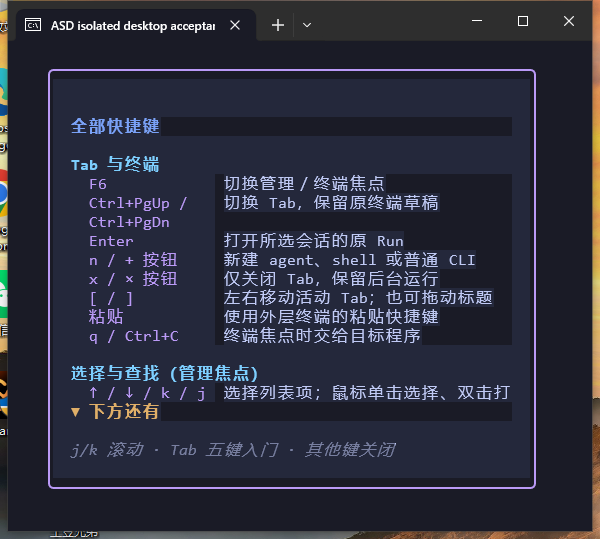 ASD isolated desktop acceptar
全部快捷键
Tab 与终端
F6 切换管理 / 终端焦点
Ctrl+PgUp / 切换 Tab, 保留原终端草稿
Ctrl+PgDn
Enter 打开所选会话的原 Run
n / + 按钮 新建 agent、shell 或普通 CLI
x / × 按钮 仅关闭 Tab, 保留后台运行
[ / ] 左右移动活动 Tab; 也可拖动标题
粘贴 使用外层终端的粘贴快捷键
q / Ctrl+C 终端焦点时交给目标程序
选择与查找 (管理焦点)
↑ / ↓ / k / j 选择列表项; 鼠标单击选择、双击打
▼ 下方还有
j/k 滚动 · Tab 五键入门 · 其他键关闭